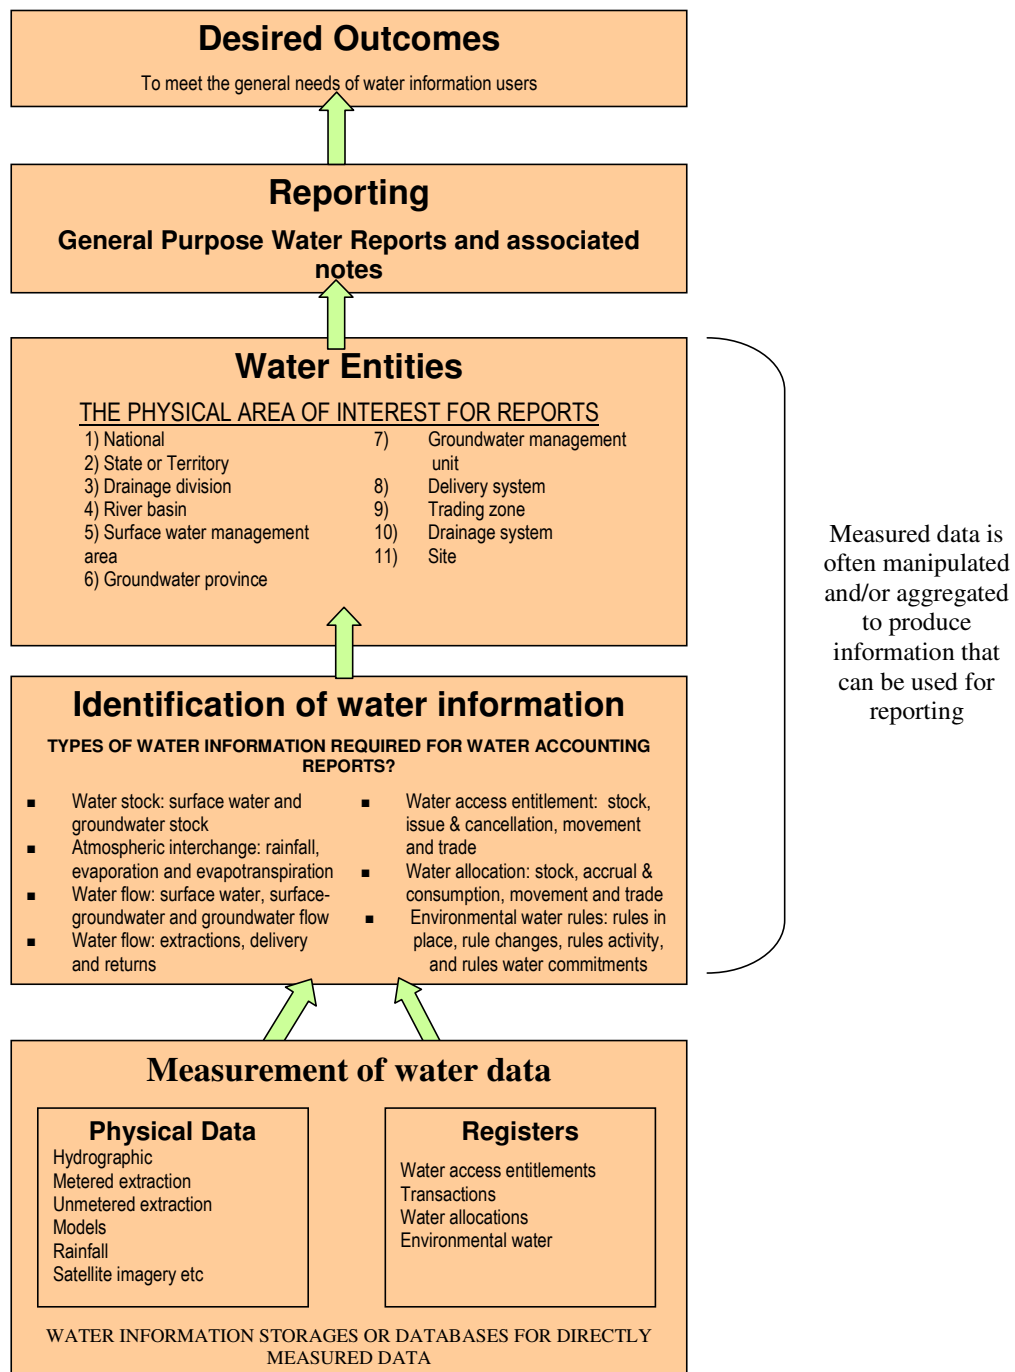 Desired Outcomes
To meet the general needs of water information users
Reporting
General Purpose Water Reports and associated
notes
Water Entities
THE PHYSICAL AREA OF INTEREST FOR REPORTS
1) National
2) State or Territory
3) Drainage division
4) River basin
5) Surface water management
area
6) Groundwater province
7) Groundwater management
unit
8) Delivery system
9) Trading zone
10) Drainage system
11) Site
Identification of water information
TYPES OF WATER INFORMATION REQUIRED FOR WATER ACCOUNTING
REPORTS?
■ Water stock: surface water and
groundwater stock
■ Atmospheric interchange: rainfall,
evaporation and evapotranspiration
■ Water flow: surface water, surface-
groundwater and groundwater flow
■ Water flow: extractions, delivery
and returns
■ Water access entitlement: stock,
issue & cancellation, movement
and trade
■ Water allocation: stock, accrual &
consumption, movement and trade
■ Environmental water rules: rules in
place, rule changes, rules activity,
and rules water commitments
Measured data is
often manipulated
and/or aggregated
to produce
information that
can be used for
reporting
Measurement of water data
Physical Data
Hydrographic
Metered extraction
Unmetered extraction
Models
Rainfall
Satellite imagery etc
Registers
Water access entitlements
Transactions
Water allocations
Environmental water
WATER INFORMATION STORAGES OR DATABASES FOR DIRECTLY
MEASURED DATA